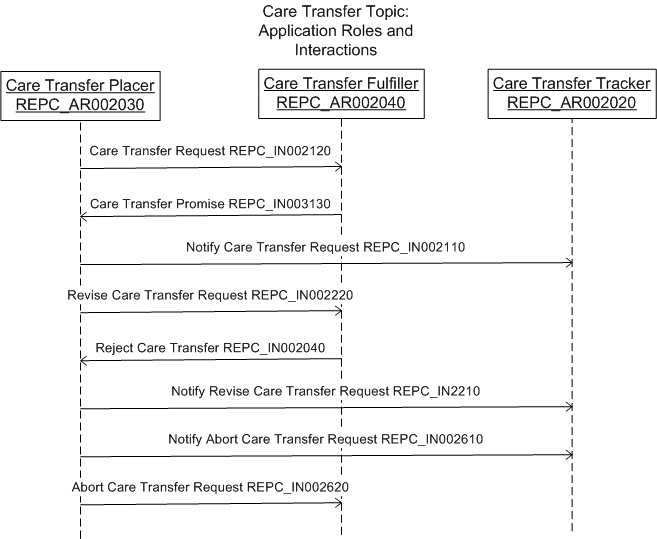 Care Transfer Topic:
Application Roles and
Interactions
Care Transfer Placer
REPC_AR002030
Care Transfer Fulfiller
REPC_AR002040
Care Transfer Tracker
REPC_AR002020
Care Transfer Request REPC_IN002120
Care Transfer Promise REPC_IN003130
Notify Care Transfer Request REPC_IN002110
Revise Care Transfer Request REPC_IN002220
Reject Care Transfer REPC_IN002040
Notify Revise Care Transfer Request REPC_IN2210
Notify Abort Care Transfer Request REPC_IN002610
Abort Care Transfer Request REPC_IN002620